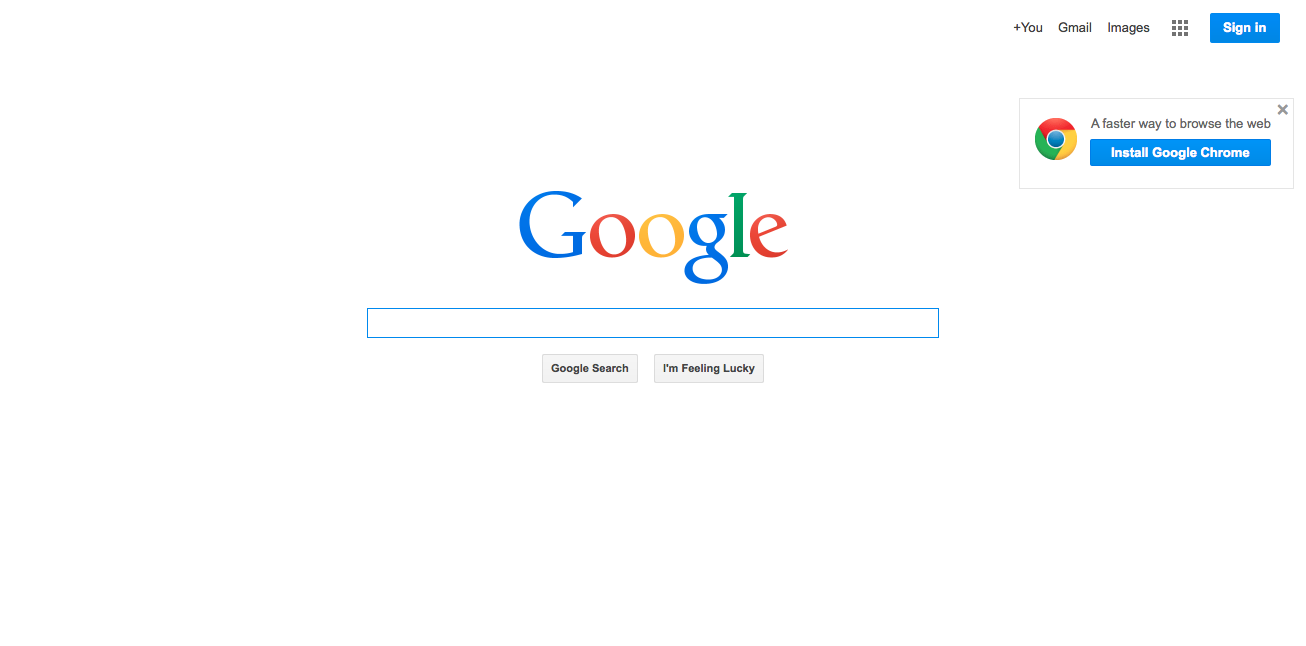 +You Gmail Images Sign in
A faster way to browse the web
Install Google Chrome
Google
Google Search I'm Feeling Lucky